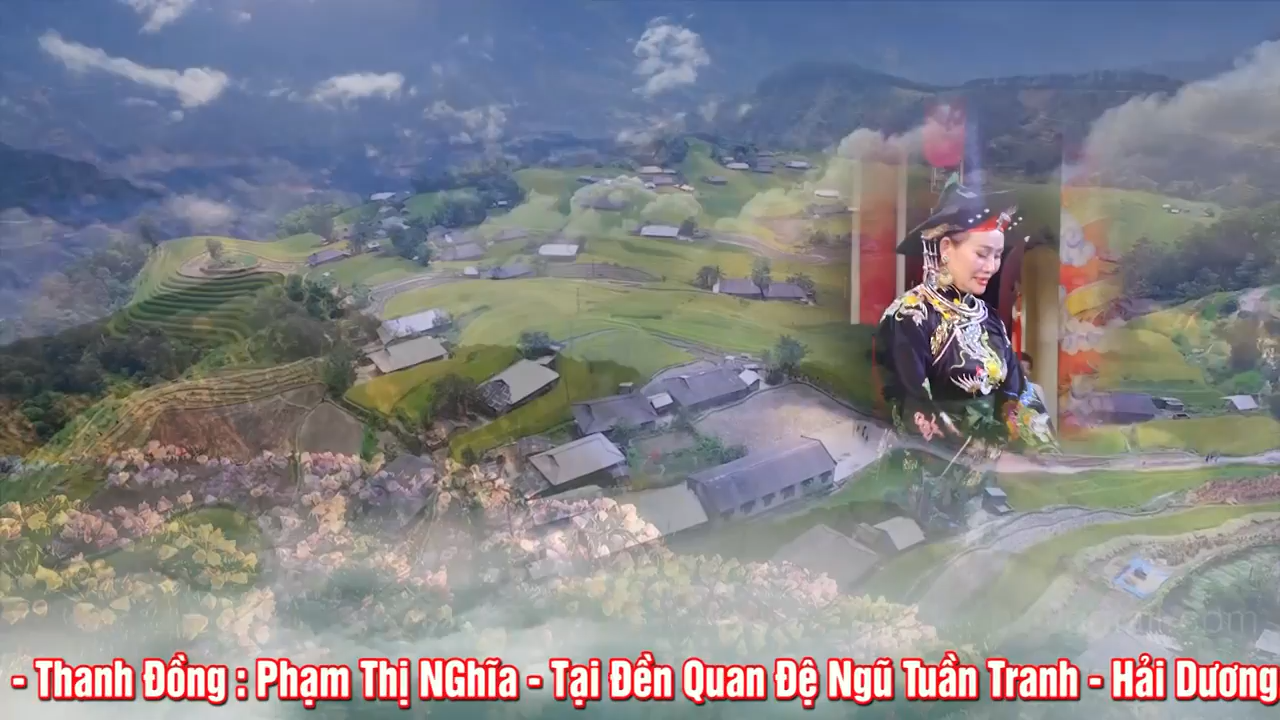 - Thanh Đồng : Phạm Thị NGhĩa - Tại Đền Quan Đệ Ngũ Tuần Tranh - Hải Dương